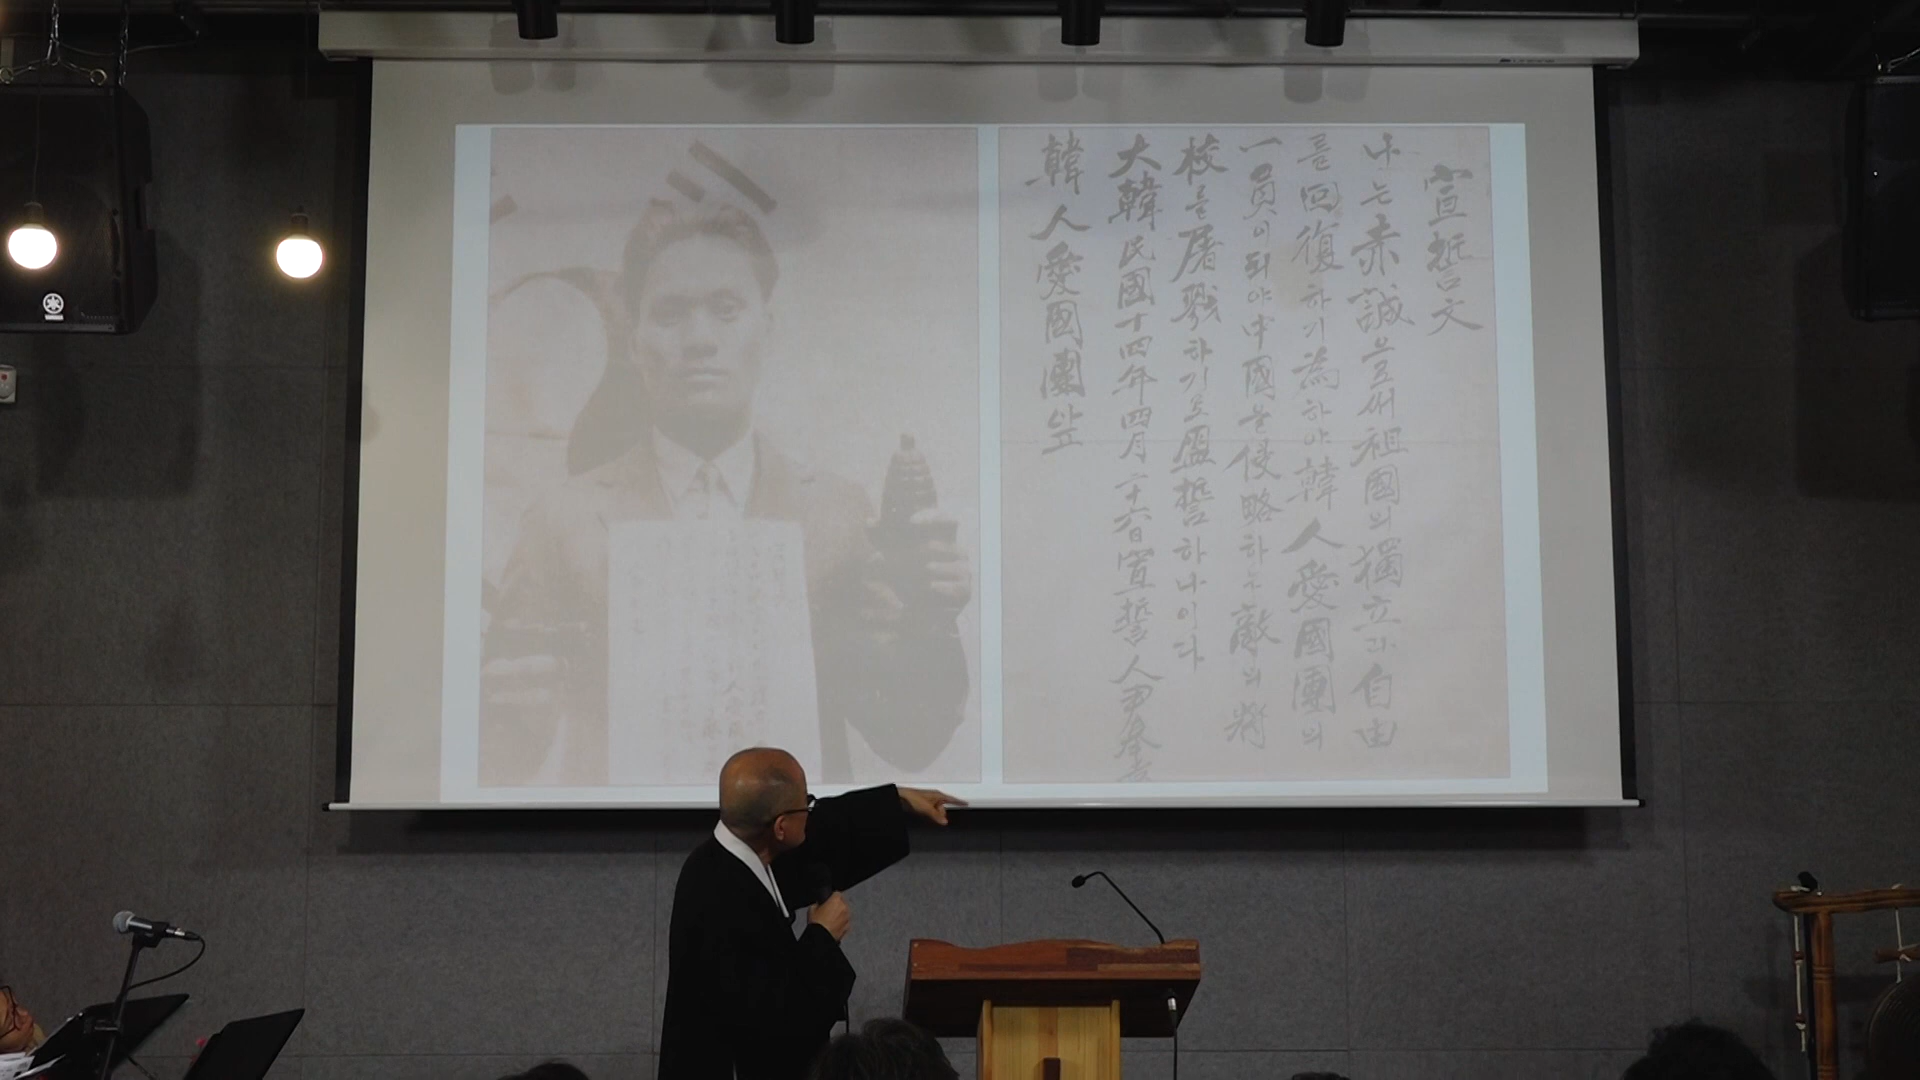 宣誓文
나는赤誠으로써祖國의獨立과自由
를回復하기爲하야韓人愛國團의
一員이되야中國을侵略하는敵의將
校를屠戮하기로盟誓하나이다
大韓民國十四年四月二十六日宣誓人尹奉吉
韓人愛國團앞